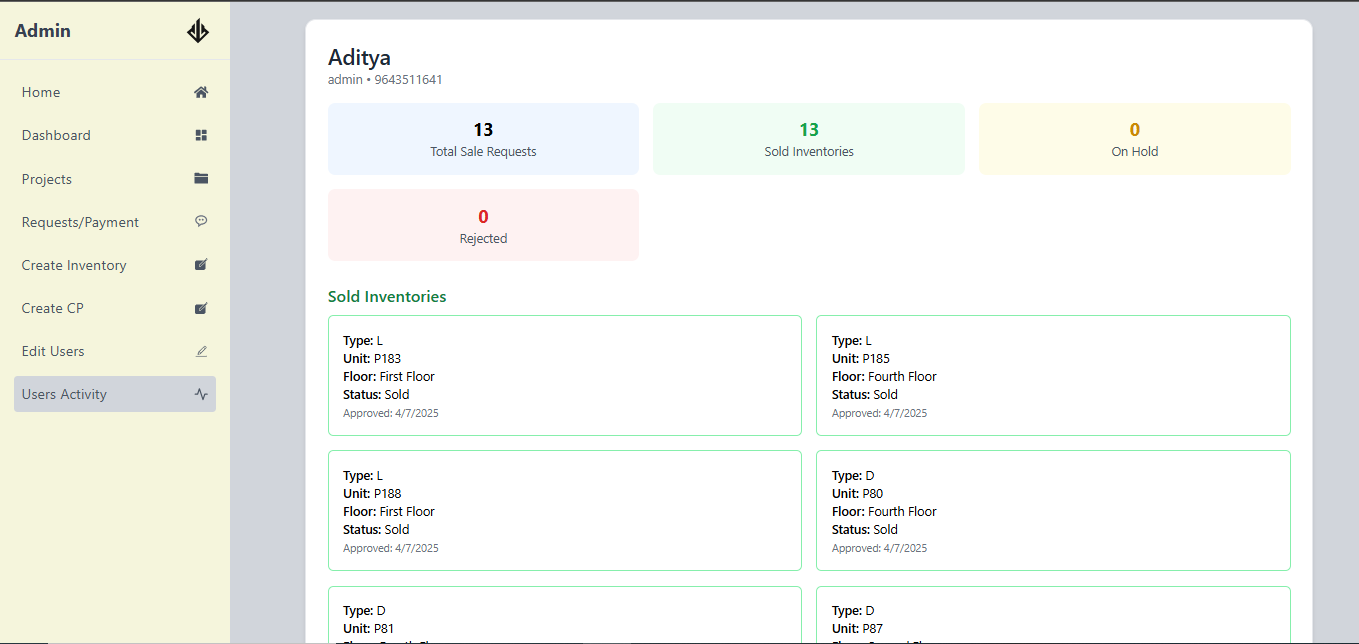 Admin
Home
Dashboard
Projects
Requests/Payment
Create Inventory
Create CP
Edit Users
Users Activity
Aditya
admin • 9643511641
13
Total Sale Requests
13
Sold Inventories
0
On Hold
0
Rejected
Sold Inventories
Type: L
Unit: P183
Floor: First Floor
Status: Sold
Approved: 4/7/2025
Type: L
Unit: P185
Floor: Fourth Floor
Status: Sold
Approved: 4/7/2025
Type: L
Unit: P188
Floor: First Floor
Status: Sold
Approved: 4/7/2025
Type: D
Unit: P80
Floor: Fourth Floor
Status: Sold
Approved: 4/7/2025
Type: D
Unit: P81
Type: D
Unit: P87